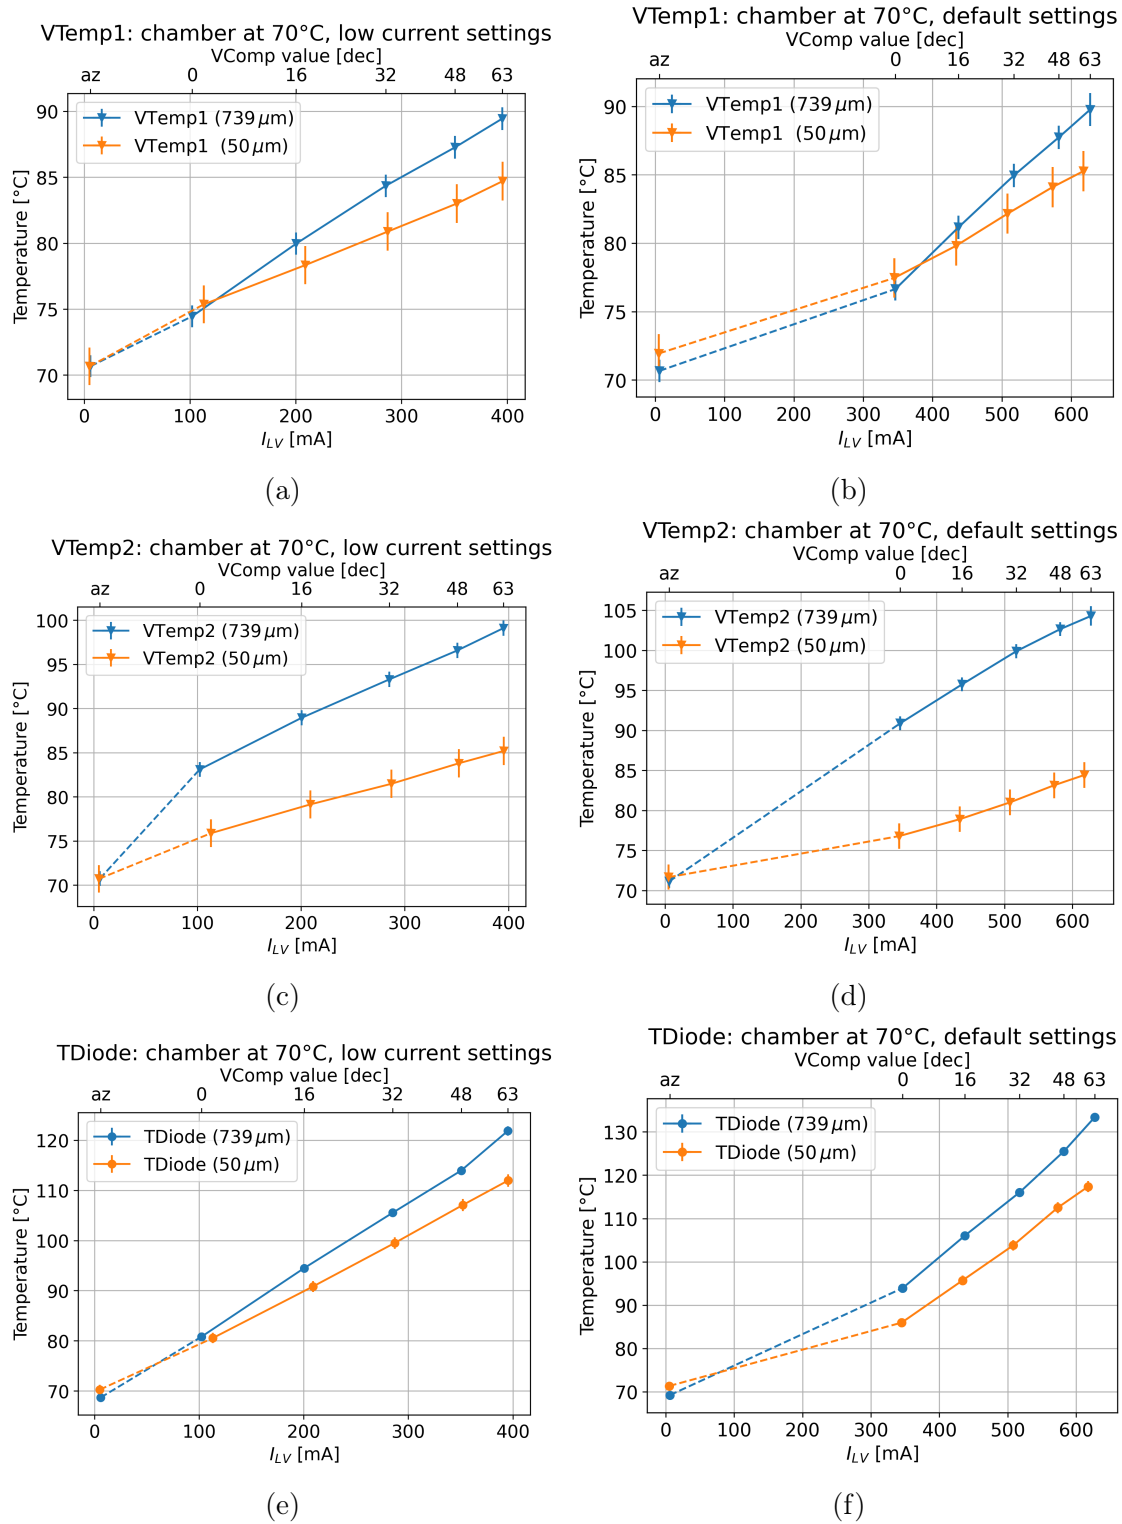 VTemp1: chamber at 70°C, low current settings
VComp value [dec]
az 0 16 32 48 63
VTemp1 (739 μm)
VTemp1 (50 μm)
Temperature [°C]
90
85
80
75
70
0 100 200 300 400
I_LV [mA]
(a)
VTemp1: chamber at 70°C, default settings
VComp value [dec]
az 0 16 32 48 63
VTemp1 (739 μm)
VTemp1 (50 μm)
Temperature [°C]
90
85
80
75
70
0 100 200 300 400 500 600
I_LV [mA]
(b)
VTemp2: chamber at 70°C, low current settings
VComp value [dec]
az 0 16 32 48 63
VTemp2 (739 μm)
VTemp2 (50 μm)
Temperature [°C]
100
95
90
85
80
75
70
0 100 200 300 400
I_LV [mA]
(c)
VTemp2: chamber at 70°C, default settings
VComp value [dec]
az 0 16 32 48 63
VTemp2 (739 μm)
VTemp2 (50 μm)
Temperature [°C]
105
100
95
90
85
80
75
70
0 100 200 300 400 500 600
I_LV [mA]
(d)
TDiode: chamber at 70°C, low current settings
VComp value [dec]
az 0 16 32 48 63
TDiode (739 μm)
TDiode (50 μm)
Temperature [°C]
120
110
100
90
80
70
0 100 200 300 400
I_LV [mA]
(e)
TDiode: chamber at 70°C, default settings
VComp value [dec]
az 0 16 32 48 63
TDiode (739 μm)
TDiode (50 μm)
Temperature [°C]
130
120
110
100
90
80
70
0 100 200 300 400 500 600
I_LV [mA]
(f)